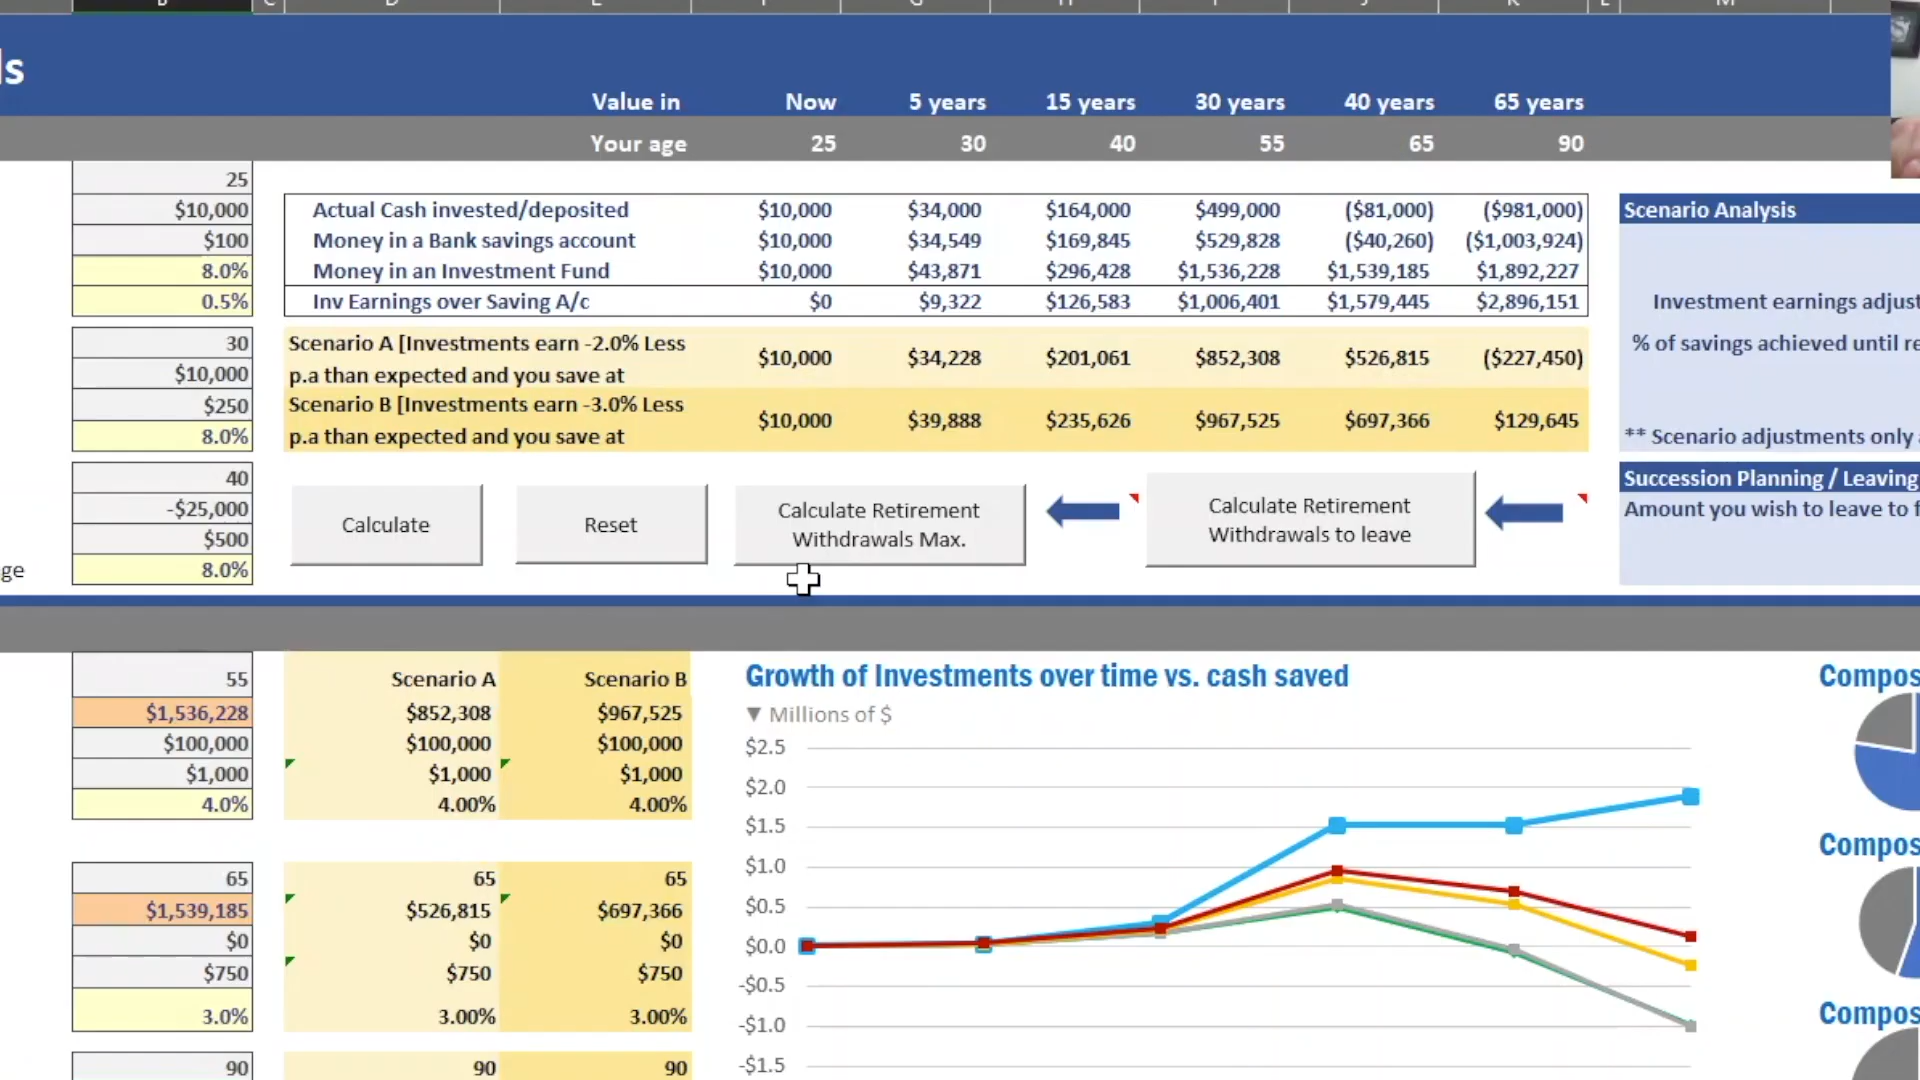 ls
Value in Now 5 years 15 years 30 years 40 years 65 years
Your age 25 30 40 55 65 90
25
$10,000
$100
8.0%
0.5%
Actual Cash invested/deposited $10,000 $34,000 $164,000 $499,000 ($81,000) ($981,000)
Money in a Bank savings account $10,000 $34,549 $169,845 $529,828 ($40,260) ($1,003,924)
Money in an Investment Fund $10,000 $43,871 $296,428 $1,536,228 $1,539,185 $1,892,227
Inv Earnings over Saving A/c $0 $9,322 $126,583 $1,006,401 $1,579,445 $2,896,151
Scenario Analysis
Investment earnings adjust
% of savings achieved until re
** Scenario adjustments only
30
$10,000
$250
8.0%
Scenario A [Investments earn -2.0% Less
p.a than expected and you save at
$10,000 $34,228 $201,061 $852,308 $526,815 ($227,450)
Scenario B [Investments earn -3.0% Less
p.a than expected and you save at
$10,000 $39,888 $235,626 $967,525 $697,366 $129,645
40
-$25,000
$500
ge 8.0%
Calculate
Reset
Calculate Retirement
Withdrawals Max.
Calculate Retirement
Withdrawals to leave
Succession Planning / Leaving
Amount you wish to leave to f
55 Scenario A Scenario B
$1,536,228 $852,308 $967,525
$100,000 $100,000 $100,000
$1,000 $1,000 $1,000
4.0% 4.00% 4.00%
65 65 65
$1,539,185 $526,815 $697,366
$0 $0 $0
$750 $750 $750
3.0% 3.00% 3.00%
90 90 90
Growth of Investments over time vs. cash saved
▼ Millions of $
$2.5
$2.0
$1.5
$1.0
$0.5
$0.0
-$0.5
-$1.0
-$1.5
Compos
Compos
Compos